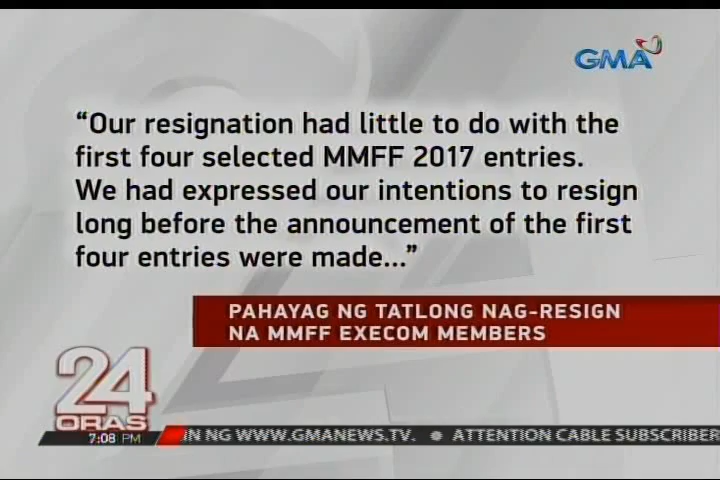 GMA
“Our resignation had little to do with the
first four selected MMFF 2017 entries.
We had expressed our intentions to resign
long before the announcement of the first
four entries were made...”
PAHAYAG NG TATLONG NAG-RESIGN
NA MMFF EXECOM MEMBERS
24
ORAS
7:08 PM
IN NG WWW.GMANEWS.TV. ● ATTENTION CABLE SUBSCRIBER